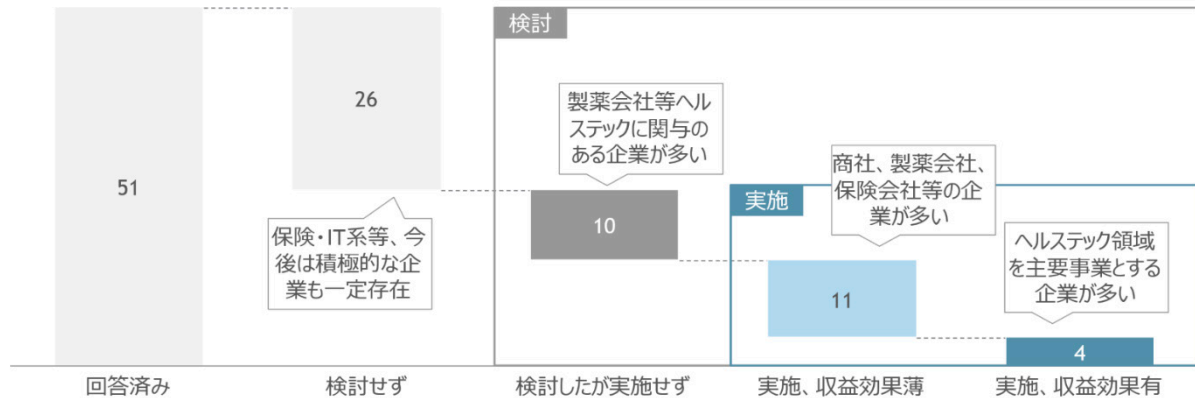 検討
26
製薬会社等ヘル
ステックに関与の
ある企業が多い
商社、製薬会社、
保険会社等の企
業が多い
51
実施
10
保険・IT系等、今
後は積極的な企
業も一定存在
ヘルステック領域
を主要事業とする
企業が多い
11
4
回答済み
検討せず
検討したが実施せず
実施、収益効果薄
実施、収益効果有